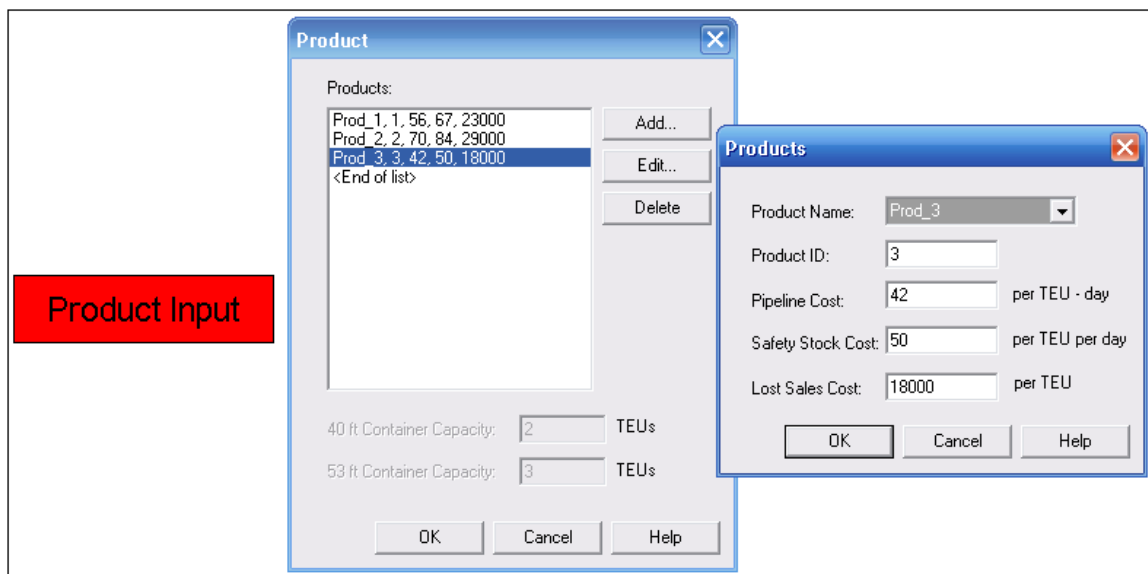 Product Input
Product
Products:
Prod_1, 1, 56, 67, 23000
Prod_2, 2, 70, 84, 29000
Prod_3, 3, 42, 50, 18000
<End of list>
Add...
Edit...
Delete
40 ft Container Capacity: 2 TEUs
53 ft Container Capacity: 3 TEUs
OK Cancel Help
Products
Product Name: Prod_3
Product ID: 3
Pipeline Cost: 42 per TEU - day
Safety Stock Cost: 50 per TEU per day
Lost Sales Cost: 18000 per TEU
OK Cancel Help